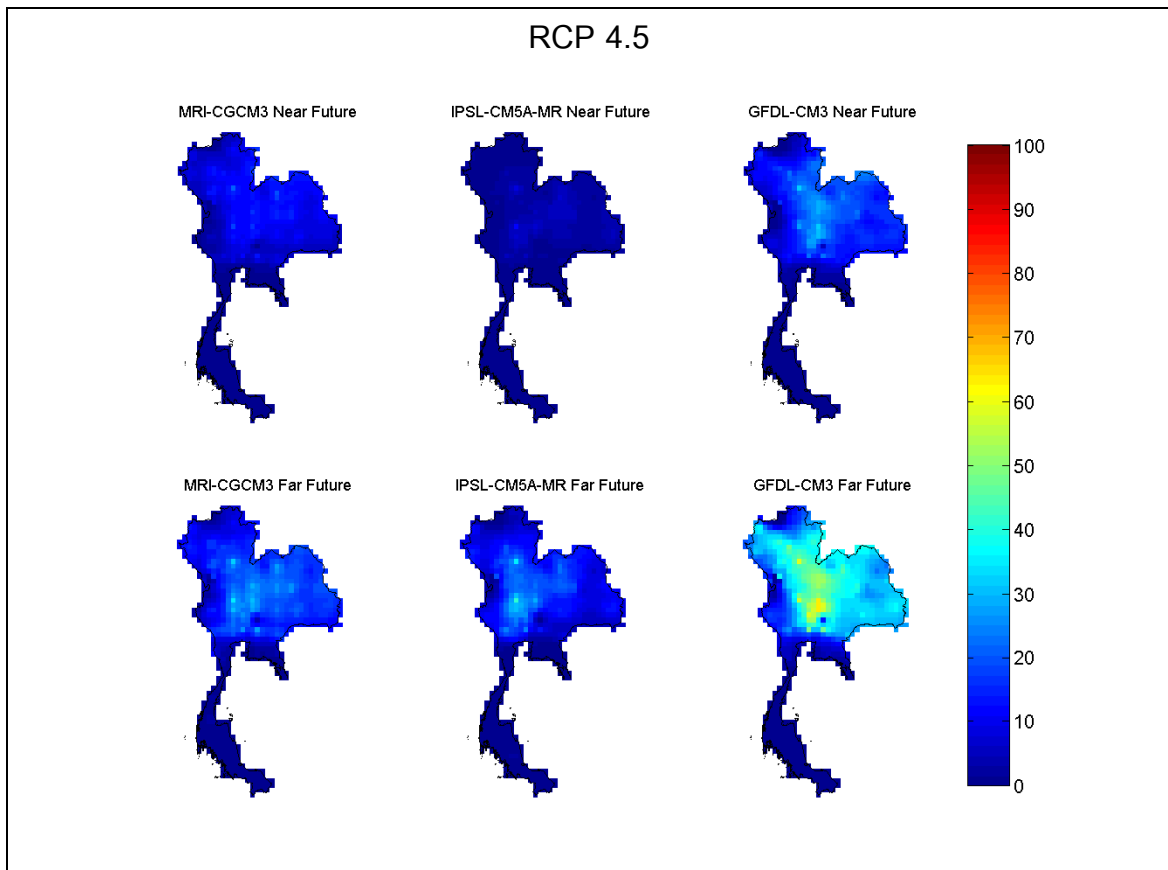 RCP 4.5
MRI-CGCM3 Near Future
IPSL-CM5A-MR Near Future
GFDL-CM3 Near Future
100
90
80
70
60
50
40
30
20
10
0
MRI-CGCM3 Far Future
IPSL-CM5A-MR Far Future
GFDL-CM3 Far Future